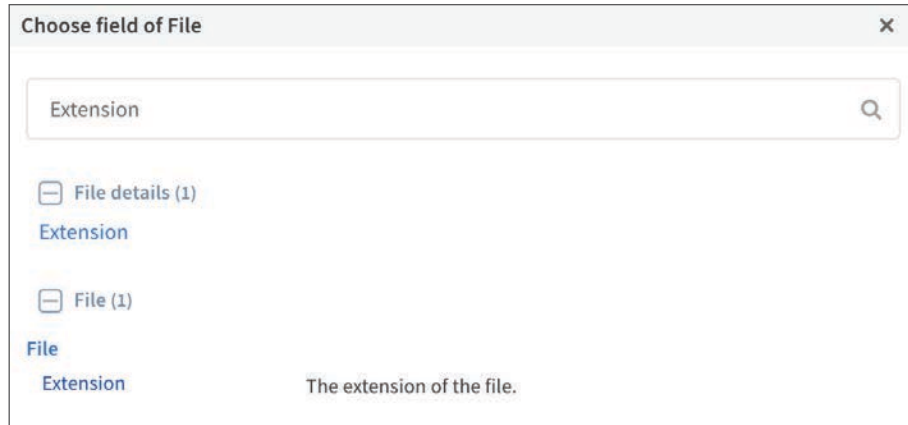 Choose field of File
Extension
File details (1)
Extension
File (1)
File
Extension The extension of the file.